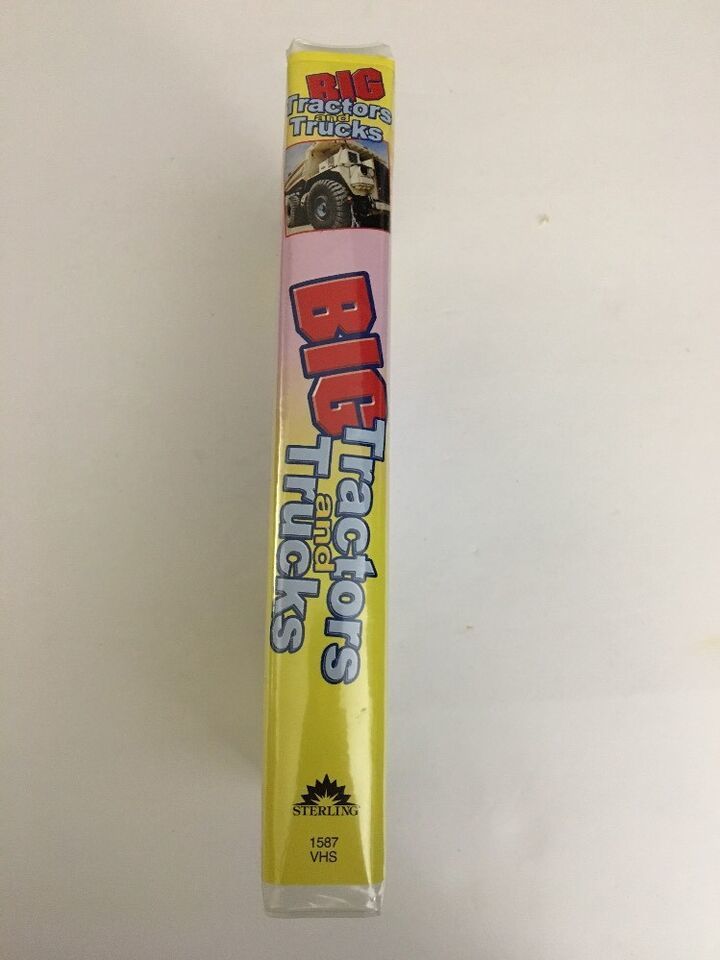 BIG
Tractors
and
Trucks
BIG
Tractors
and
Trucks
STERLING
1587
VHS